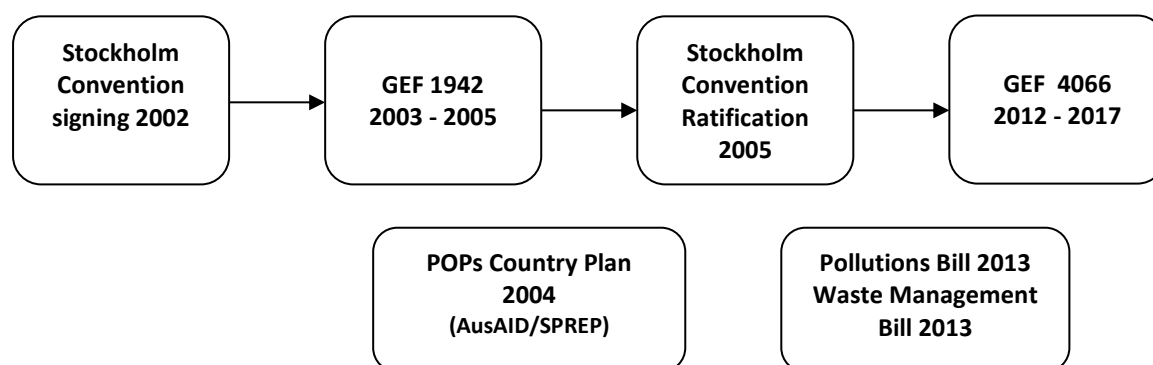 Stockholm
Convention
signing 2002
GEF 1942
2003 - 2005
Stockholm
Convention
Ratification
2005
GEF  4066
2012 - 2017
POPs Country Plan
2004
(AusAID/SPREP)
Pollutions Bill 2013
Waste Management
Bill 2013